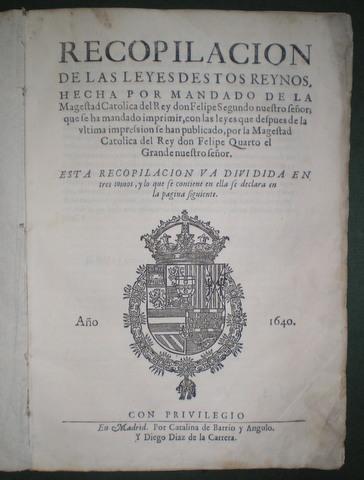 RECOPILACION
DE LAS LEYES DESTOS REYNOS,
HECHA POR MANDADO DE LA
Magestad Catolica del Rey don Felipe Segundo nuestro señor,
que se ha mandado imprimir, con las leyes que despues de la
vltima impression se han publicado, por la Magestad
Catolica del Rey don Felipe Quarto el
Grande nuestro señor.
ESTA RECOPILACION VA DIVIDIDA EN
tres tomos, y lo que se contiene en ella se declara en
la pagina siguiente.
Año 1640.
CON PRIVILEGIO
En Madrid. Por Catalina de Barrio y Angulo.
Y Diego Diaz de la Carrera.